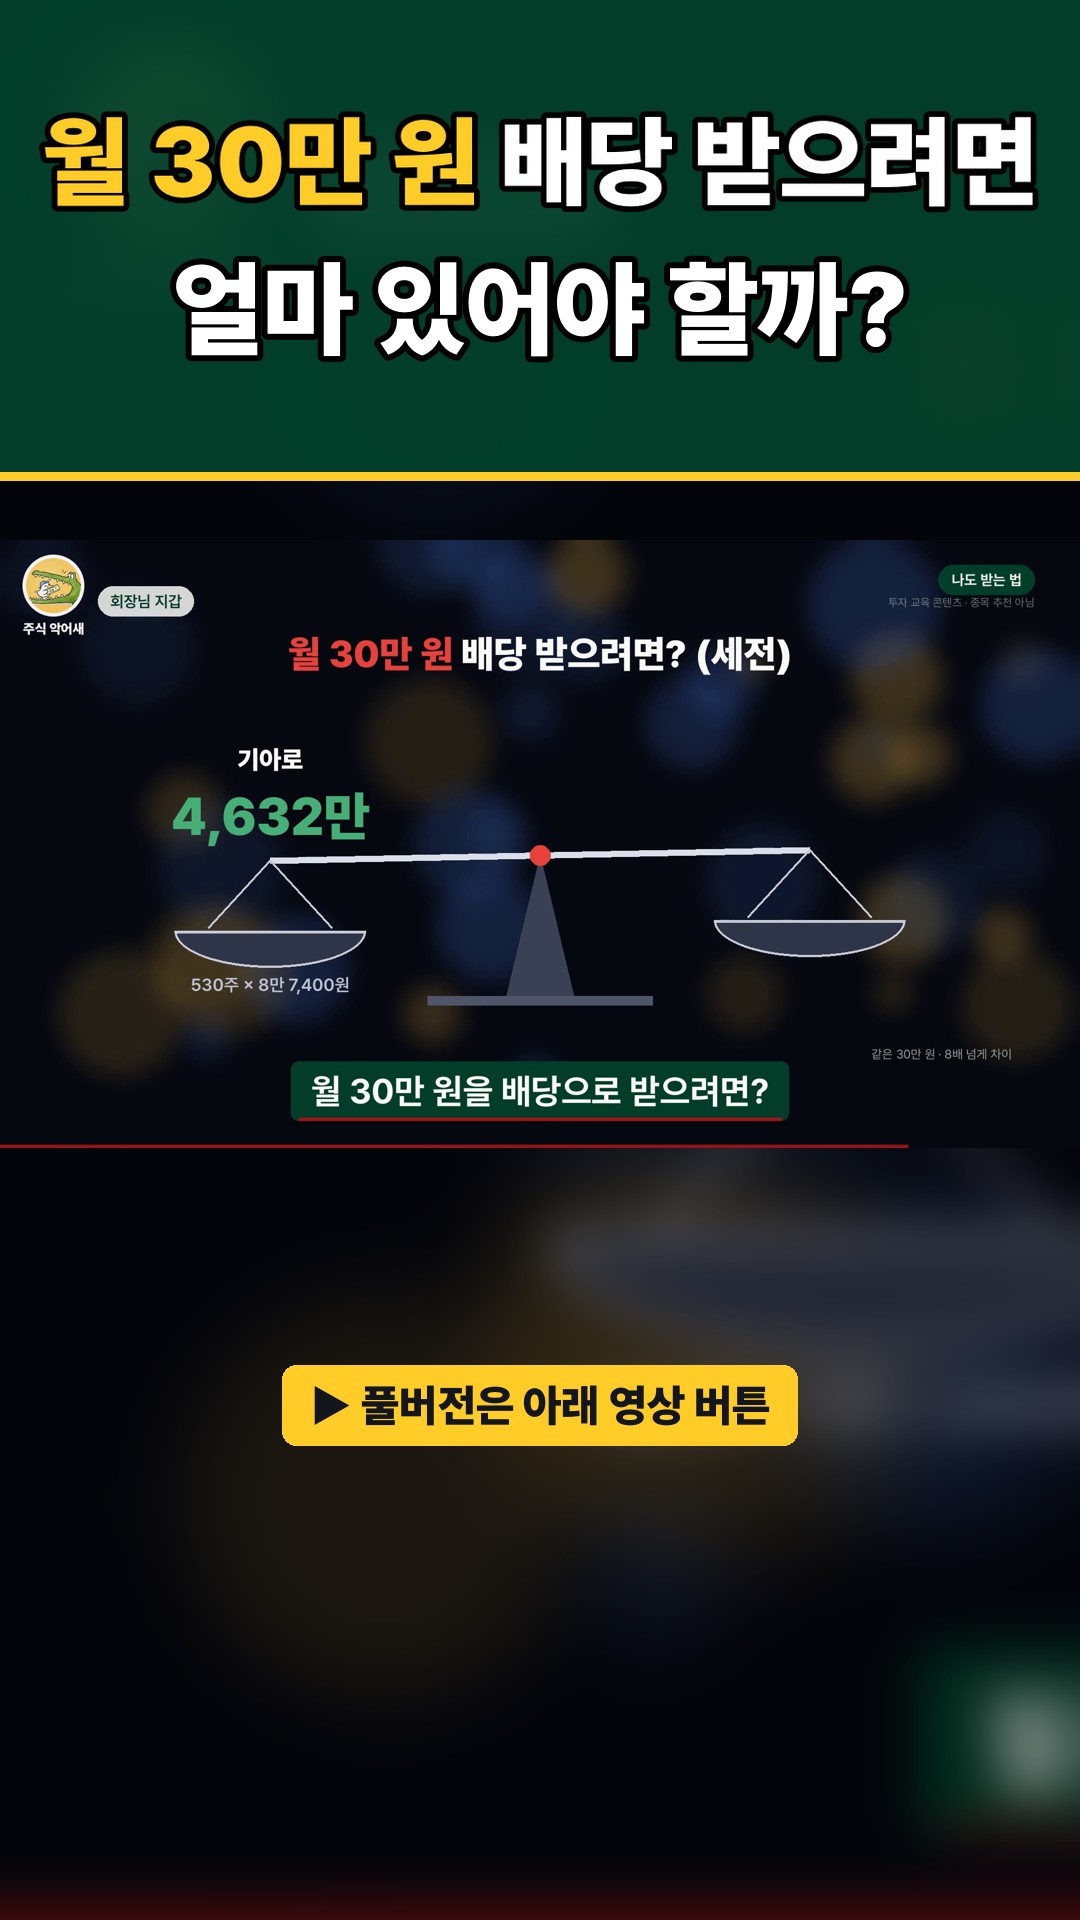 월 30만 원 배당 받으려면
얼마 있어야 할까?
주식 악어새
회장님 지갑
나도 받는 법
투자 교육 콘텐츠 · 종목 추천 아님
월 30만 원 배당 받으려면? (세전)
기아로
4,632만
530주 × 8만 7,400원
같은 30만 원 · 8배 넘게 차이
월 30만 원을 배당으로 받으려면?
▶ 풀버전은 아래 영상 버튼